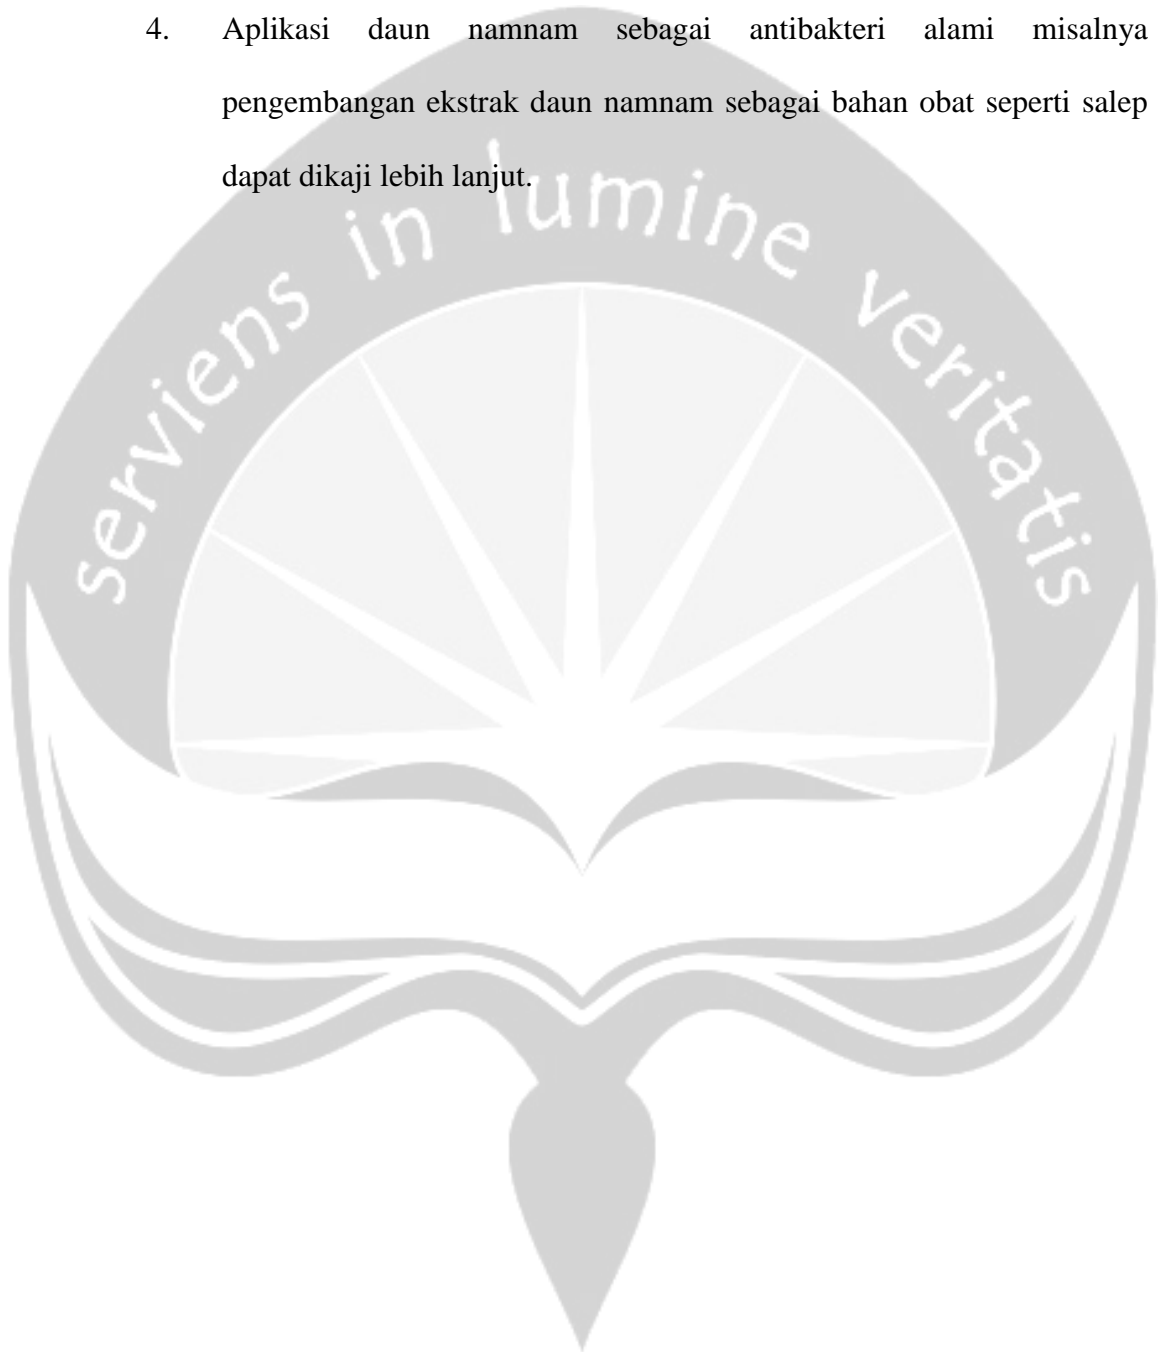 4. Aplikasi daun namnam sebagai antibakteri alami misalnya
pengembangan ekstrak daun namnam sebagai bahan obat seperti salep
dapat dikaji lebih lanjut.
serviens in lumine veritatis